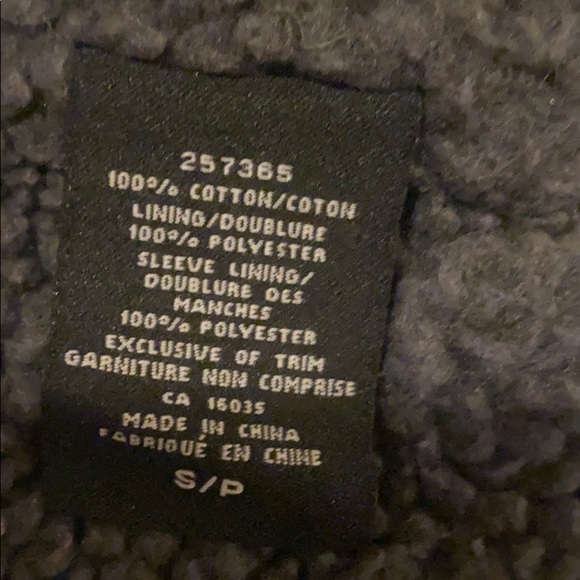 257365
100% COTTON/COTON
LINING/DOUBLURE
100% POLYESTER
SLEEVE LINING/
DOUBLURE DES
MANCHES
100% POLYESTER
EXCLUSIVE OF TRIM
GARNITURE NON COMPRISE
CA 16035
MADE IN CHINA
FABRIQUE EN CHINE
S/P